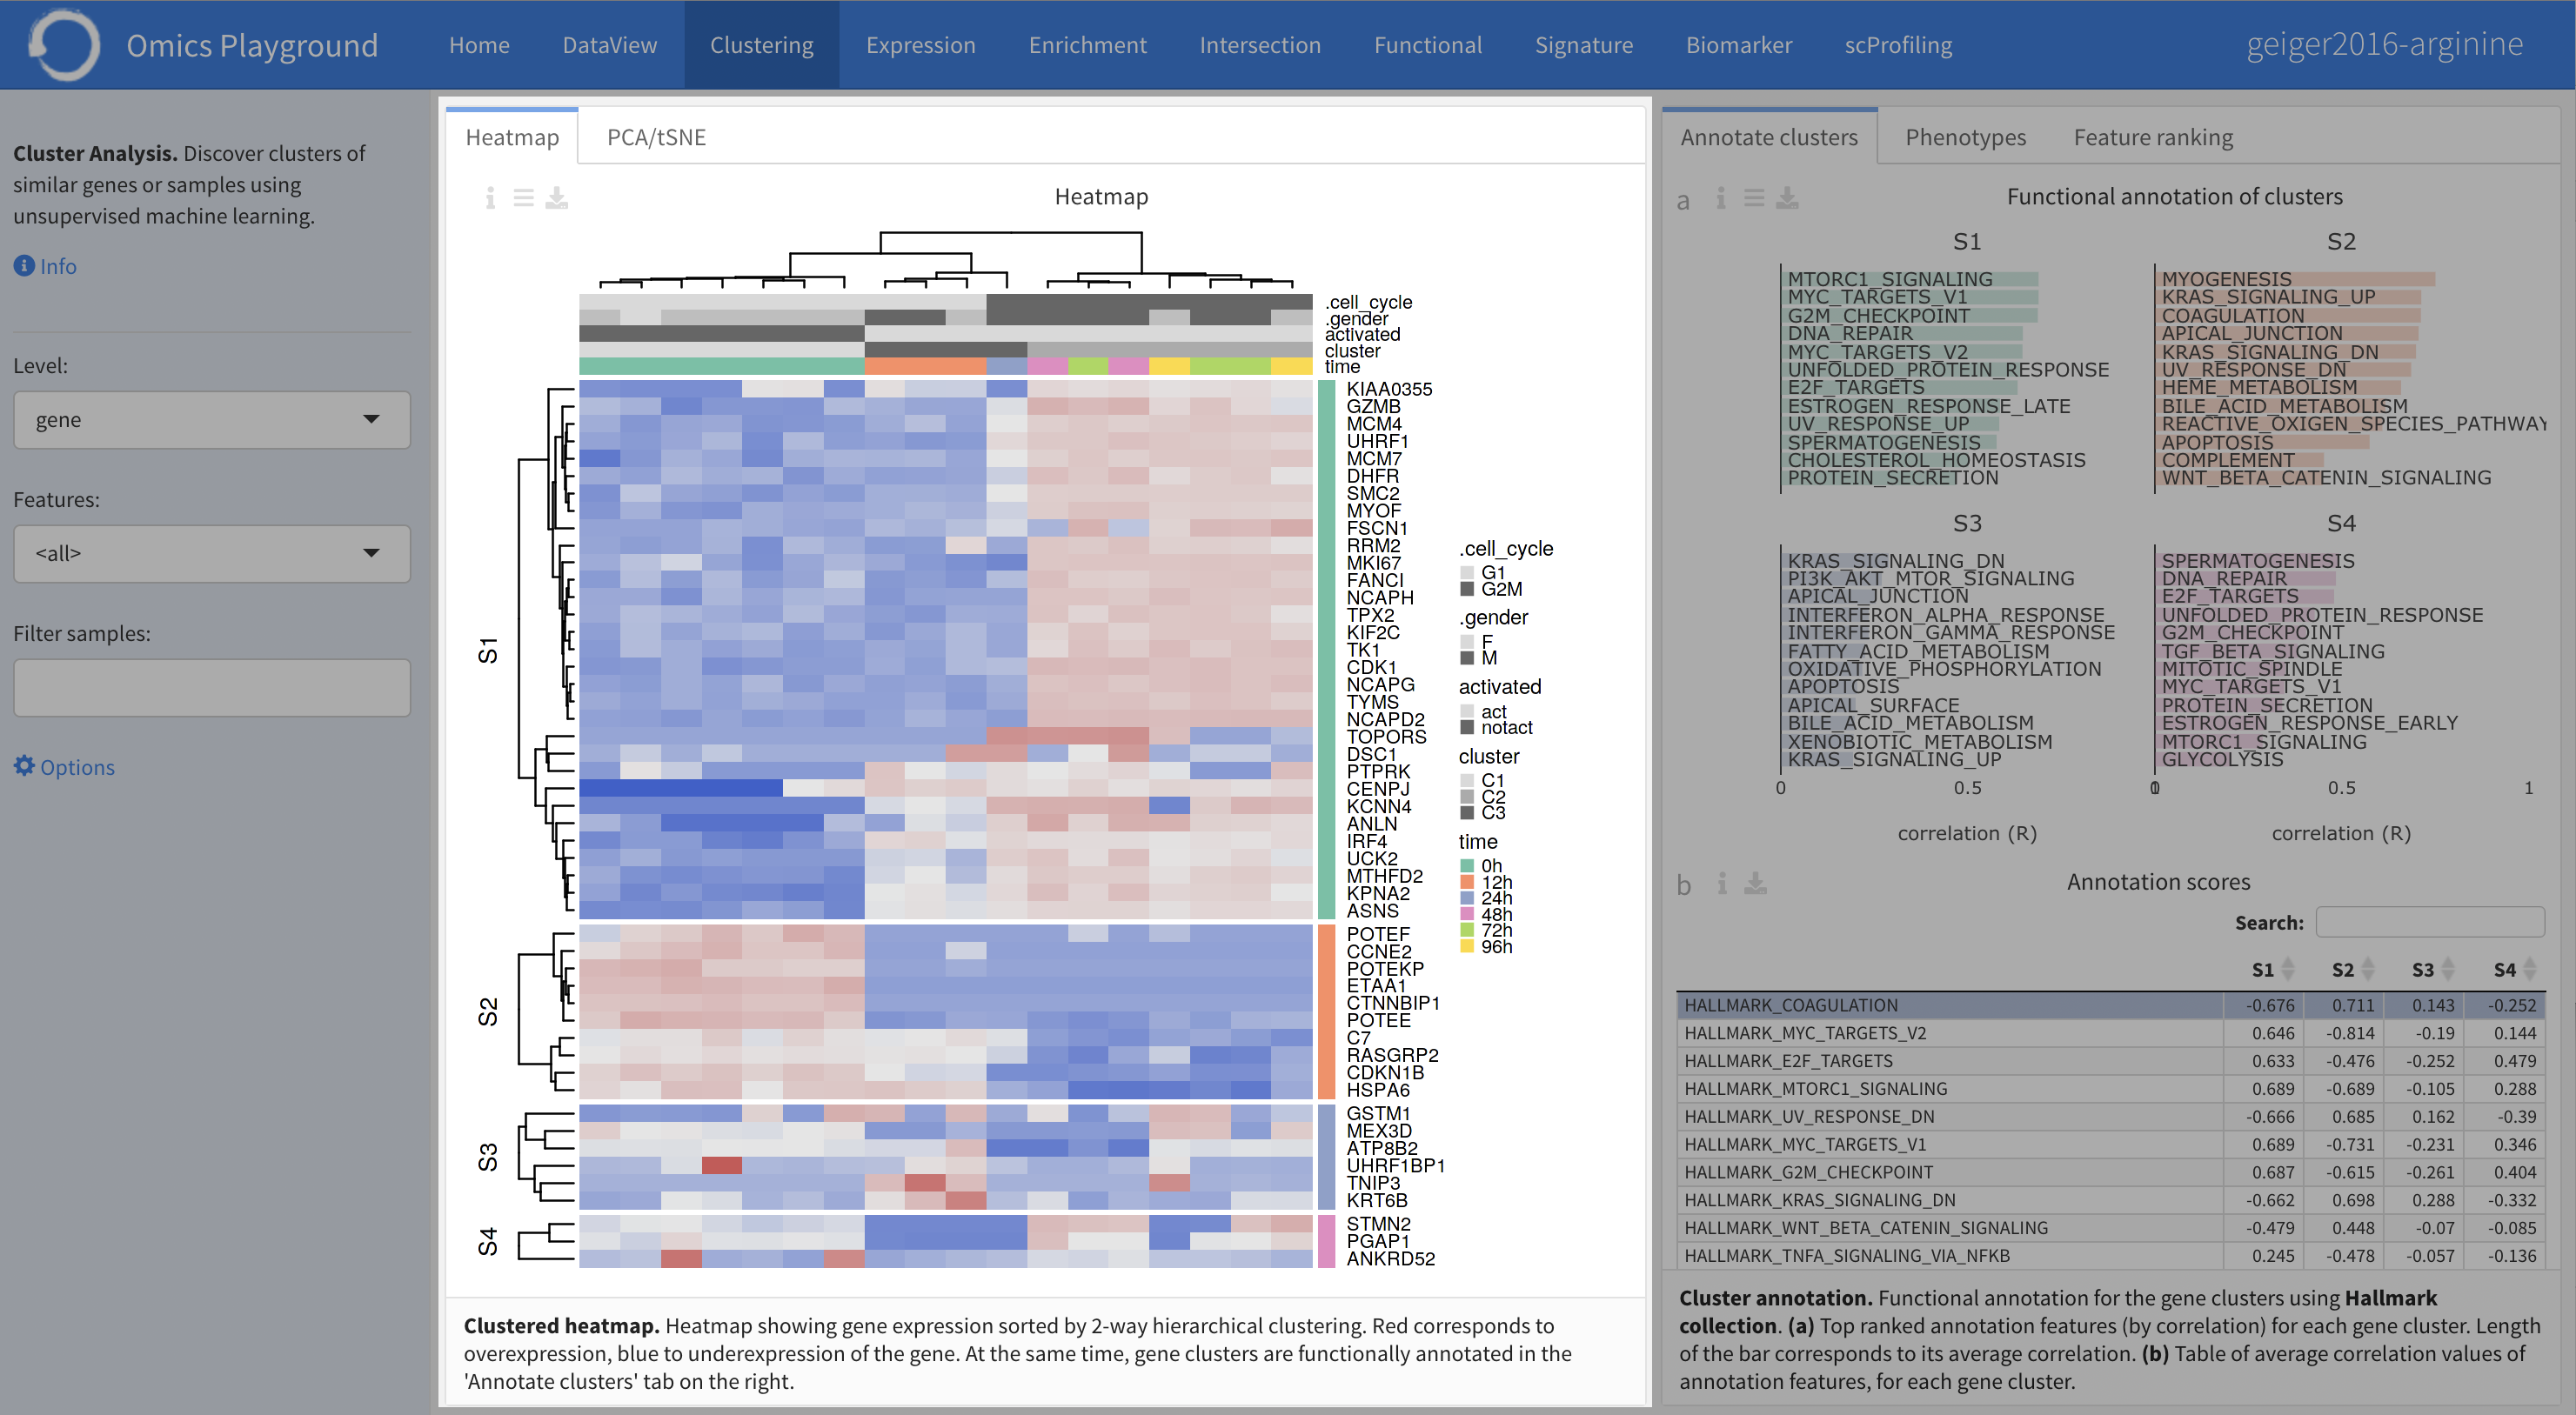 Omics Playground
Home
DataView
Clustering
Expression
Enrichment
Intersection
Functional
Signature
Biomarker
scProfiling
geiger2016-arginine
Cluster Analysis. Discover clusters of
similar genes or samples using
unsupervised machine learning.
Info
Level:
gene
Features:
<all>
Filter samples:
Options
Heatmap
PCA/tSNE
Heatmap
.cell_cycle
.gender
activated
cluster
time
S1
KIAA0355
GZMB
MCM4
UHRF1
MCM7
DHFR
SMC2
MYOF
FSCN1
RRM2
MKI67
FANCI
NCAPH
TPX2
KIF2C
TK1
CDK1
NCAPG
TYMS
NCAPD2
TOPORS
DSC1
PTPRK
CENPJ
KCNN4
ANLN
IRF4
UCK2
MTHFD2
KPNA2
ASNS
S2
POTEF
CCNE2
POTEKP
ETAA1
CTNNBIP1
POTEE
C7
RASGRP2
CDKN1B
HSPA6
S3
GSTM1
MEX3D
ATP8B2
UHRF1BP1
TNIP3
KRT6B
S4
STMN2
PGAP1
ANKRD52
.cell_cycle
G1
G2M
.gender
F
M
activated
act
notact
cluster
C1
C2
C3
time
0h
12h
24h
48h
72h
96h
Clustered heatmap. Heatmap showing gene expression sorted by 2-way hierarchical clustering. Red corresponds to
overexpression, blue to underexpression of the gene. At the same time, gene clusters are functionally annotated in the
'Annotate clusters' tab on the right.
Annotate clusters
Phenotypes
Feature ranking
a
Functional annotation of clusters
S1
MTORC1_SIGNALING
MYC_TARGETS_V1
G2M_CHECKPOINT
DNA_REPAIR
MYC_TARGETS_V2
UNFOLDED_PROTEIN_RESPONSE
E2F_TARGETS
ESTROGEN_RESPONSE_LATE
UV_RESPONSE_UP
SPERMATOGENESIS
CHOLESTEROL_HOMEOSTASIS
PROTEIN_SECRETION
S2
MYOGENESIS
KRAS_SIGNALING_UP
COAGULATION
APICAL_JUNCTION
KRAS_SIGNALING_DN
UV_RESPONSE_DN
HEME_METABOLISM
BILE_ACID_METABOLISM
REACTIVE_OXIGEN_SPECIES_PATHWAY
APOPTOSIS
COMPLEMENT
WNT_BETA_CATENIN_SIGNALING
S3
KRAS_SIGNALING_DN
PI3K_AKT_MTOR_SIGNALING
APICAL_JUNCTION
INTERFERON_ALPHA_RESPONSE
INTERFERON_GAMMA_RESPONSE
FATTY_ACID_METABOLISM
OXIDATIVE_PHOSPHORYLATION
APOPTOSIS
APICAL_SURFACE
BILE_ACID_METABOLISM
XENOBIOTIC_METABOLISM
KRAS_SIGNALING_UP
0
0.5
correlation (R)
S4
SPERMATOGENESIS
DNA_REPAIR
E2F_TARGETS
UNFOLDED_PROTEIN_RESPONSE
G2M_CHECKPOINT
TGF_BETA_SIGNALING
MITOTIC_SPINDLE
MYC_TARGETS_V1
PROTEIN_SECRETION
ESTROGEN_RESPONSE_EARLY
MTORC1_SIGNALING
GLYCOLYSIS
0.5
1
correlation (R)
b
Annotation scores
Search:
S1 S2 S3 S4
HALLMARK_COAGULATION -0.676 0.711 0.143 -0.252
HALLMARK_MYC_TARGETS_V2 0.646 -0.814 -0.19 0.144
HALLMARK_E2F_TARGETS 0.633 -0.476 -0.252 0.479
HALLMARK_MTORC1_SIGNALING 0.689 -0.689 -0.105 0.288
HALLMARK_UV_RESPONSE_DN -0.666 0.685 0.162 -0.39
HALLMARK_MYC_TARGETS_V1 0.689 -0.731 -0.231 0.346
HALLMARK_G2M_CHECKPOINT 0.687 -0.615 -0.261 0.404
HALLMARK_KRAS_SIGNALING_DN -0.662 0.698 0.288 -0.332
HALLMARK_WNT_BETA_CATENIN_SIGNALING -0.479 0.448 -0.07 -0.085
HALLMARK_TNFA_SIGNALING_VIA_NFKB 0.245 -0.478 -0.057 -0.136
Cluster annotation. Functional annotation for the gene clusters using Hallmark
collection. (a) Top ranked annotation features (by correlation) for each gene cluster. Length
of the bar corresponds to its average correlation. (b) Table of average correlation values of
annotation features, for each gene cluster.